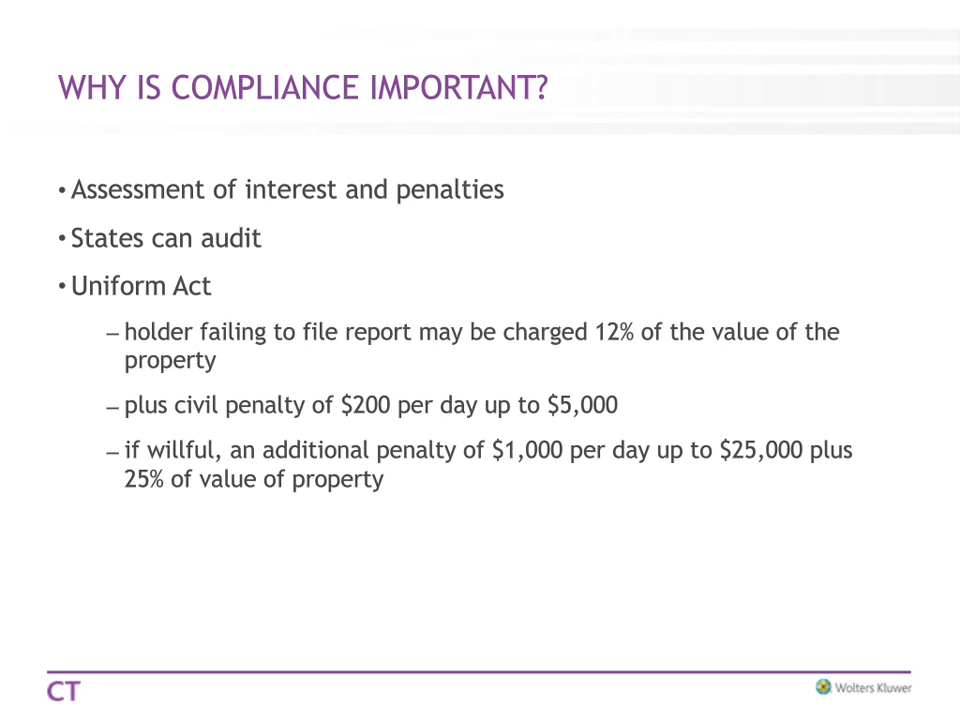 WHY IS COMPLIANCE IMPORTANT?
• Assessment of interest and penalties
• States can audit
• Uniform Act
– holder failing to file report may be charged 12% of the value of the
property
– plus civil penalty of $200 per day up to $5,000
– if willful, an additional penalty of $1,000 per day up to $25,000 plus
25% of value of property
CT
Wolters Kluwer